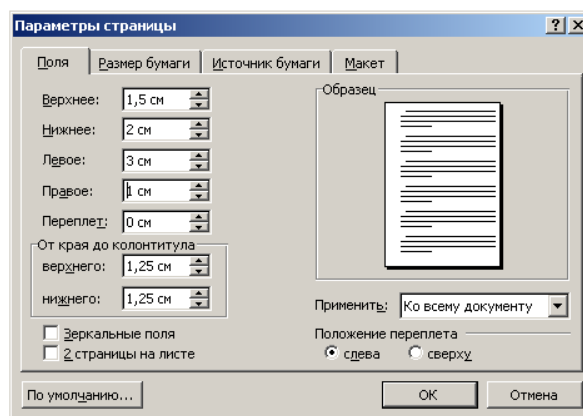 Параметры страницы
Поля Размер бумаги Источник бумаги Макет
Верхнее: 1,5 см
Нижнее: 2 см
Левое: 3 см
Правое: 1 см
Переплет: 0 см
От края до колонтитула
верхнего: 1,25 см
нижнего: 1,25 см
Зеркальные поля
2 страницы на листе
Образец
Применить: Ко всему документу
Положение переплета
слева сверху
По умолчанию... ОК Отмена